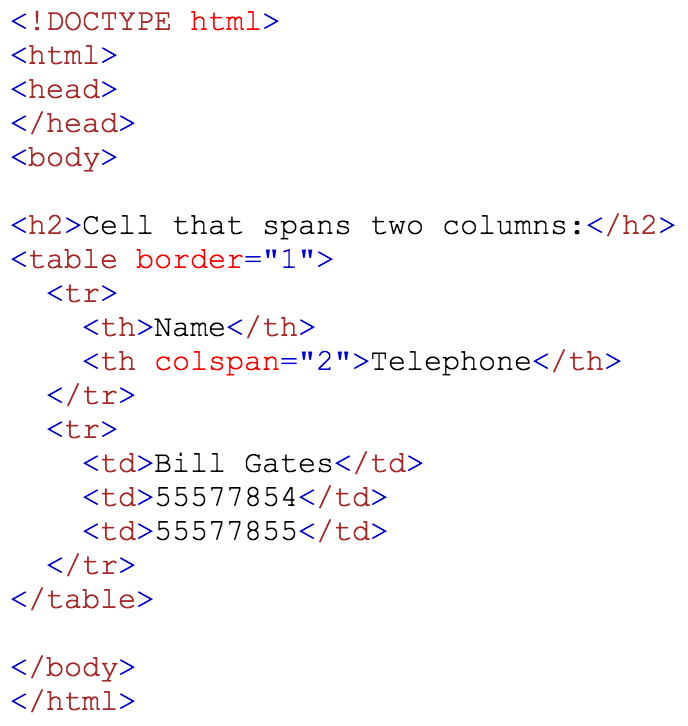 <!DOCTYPE html>
<html>
<head>
</head>
<body>

<h2>Cell that spans two columns:</h2>
<table border="1">
  <tr>
    <th>Name</th>
    <th colspan="2">Telephone</th>
  </tr>
  <tr>
    <td>Bill Gates</td>
    <td>55577854</td>
    <td>55577855</td>
  </tr>
</table>

</body>
</html>